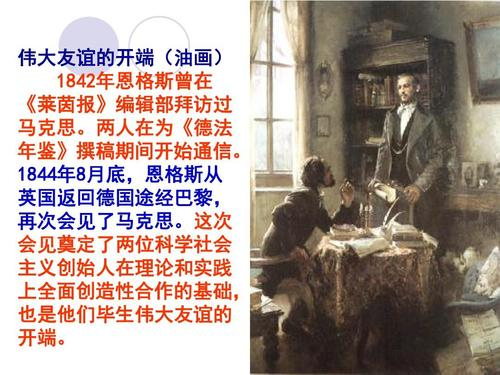 伟大友谊的开端（油画）
1842年恩格斯曾在
《莱茵报》编辑部拜访过
马克思。两人在为《德法
年鉴》撰稿期间开始通信。
1844年8月底，恩格斯从
英国返回德国途经巴黎，
再次会见了马克思。这次
会见奠定了两位科学社会
主义创始人在理论和实践
上全面创造性合作的基础，
也是他们毕生伟大友谊的
开端。